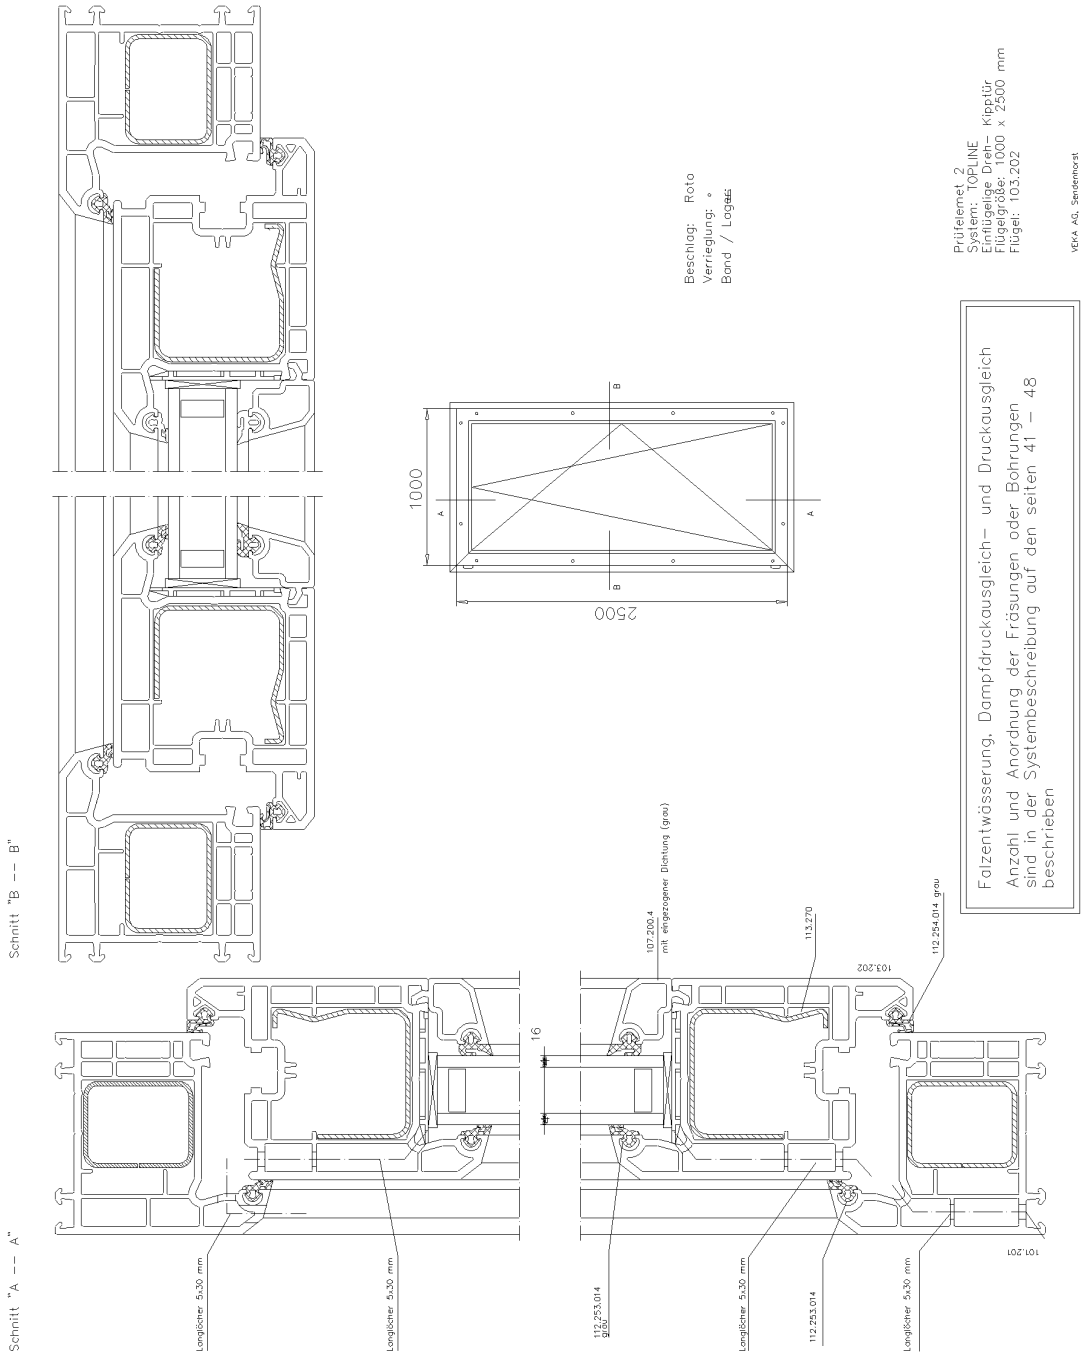 Schnitt "B -- B"
Schnitt "A -- A"
Beschlag: Roto
Verrieglung:
Band / Lager:
Prüfelemet 2
System: TOPLINE
Einflügelige Dreh- Kipptür
Flügelgröße: 1000 x 2500 mm
Flügel: 103.202
VEKA AG, Sendenhorst
1000
2500
A
A
B
B
Falzentwässerung, Dampfdruckausgleich- und Druckausgleich
Anzahl und Anordnung der Fräsungen oder Bohrungen
sind in der Systembeschreibung auf den seiten 41 - 48
beschrieben
107.200.4
mit eingezogener Dichtung (grau)
113.270
103.202
112.254.014 grau
16
4
101.201
Langlöcher 5x30 mm
Langlöcher 5x30 mm
112.253.014
grau
Langlöcher 5x30 mm
112.253.014
Langlöcher 5x30 mm